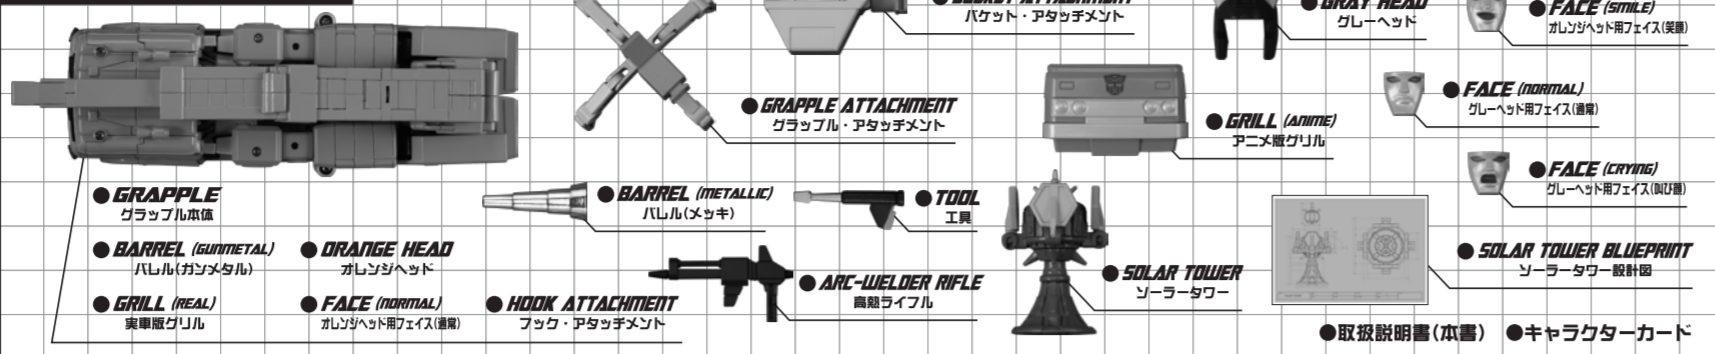 BUCKET ATTACHMENT
バケット・アタッチメント
●GRAY HEAD
グレーヘッド
●FACE (SMILE)
オレンジヘッド用フェイス(笑顔)
●GRAPPLE ATTACHMENT
グラップル・アタッチメント
●GRILL (ANIME)
アニメ版グリル
●FACE (NORMAL)
グレーヘッド用フェイス(通常)
●FACE (CRYING)
グレーヘッド用フェイス(叫び顔)
●GRAPPLE
グラップル本体
●BARREL (METALLIC)
バレル(メッキ)
●TOOL
工具
●BARREL (GUNMETAL)
バレル(ガンメタル)
●ORANGE HEAD
オレンジヘッド
●SOLAR TOWER BLUEPRINT
ソーラータワー設計図
●ARC-WELDER RIFLE
高熱ライフル
●SOLAR TOWER
ソーラータワー
●GRILL (REAL)
実車版グリル
●FACE (NORMAL)
オレンジヘッド用フェイス(通常)
●HOOK ATTACHMENT
フック・アタッチメント
●取扱説明書(本書) ●キャラクターカード